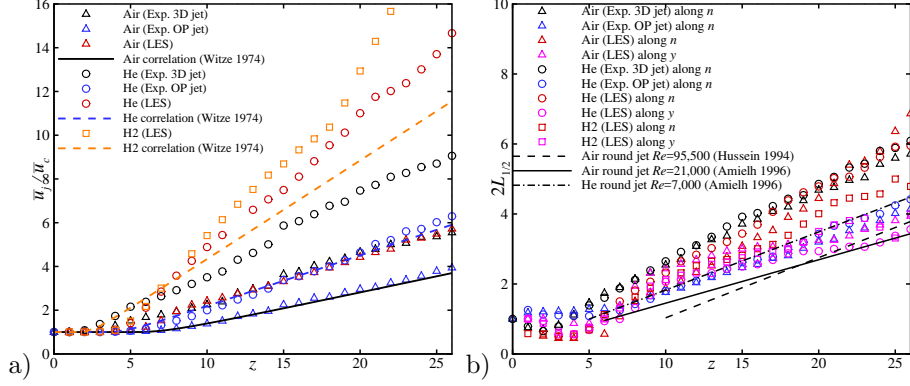 16
14
12
10
8
6
4
2
0
u̅j/u̅c
0 5 10 15 20 25
z
a)
Air (Exp. 3D jet)
Air (Exp. OP jet)
Air (LES)
Air correlation (Witze 1974)
He (Exp. 3D jet)
He (Exp. OP jet)
He (LES)
He correlation (Witze 1974)
H2 (LES)
H2 correlation (Witze 1974)
10
8
6
4
2
0
2L1/2
0 5 10 15 20 25
z
b)
Air (Exp. 3D jet) along n
Air (Exp. OP jet) along n
Air (LES) along n
Air (LES) along y
He (Exp. 3D jet) along n
He (Exp. OP jet) along n
He (LES) along n
He (LES) along y
H2 (LES) along n
H2 (LES) along y
Air round jet Re=95,500 (Hussein 1994)
Air round jet Re=21,000 (Amielh 1996)
He round jet Re=7,000 (Amielh 1996)